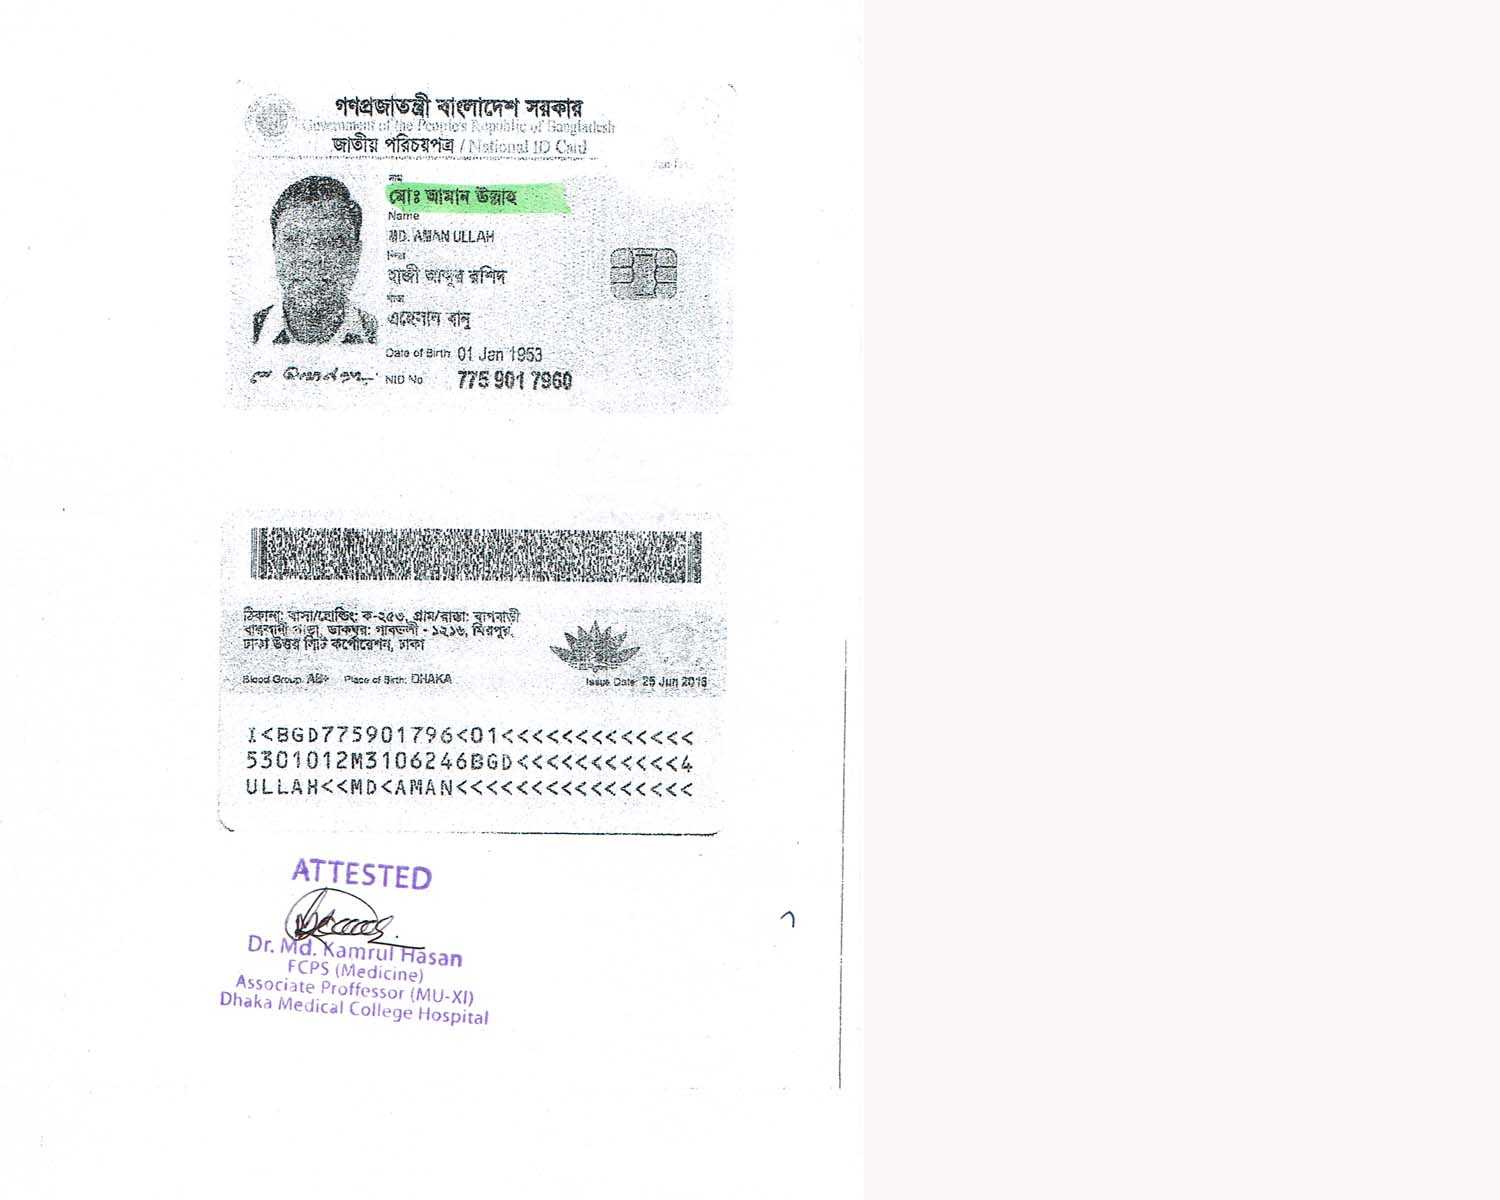 গণপ্রজাতন্ত্রী বাংলাদেশ সরকার
Government of the People's Republic of Bangladesh
জাতীয় পরিচয়পত্র / National ID Card
নাম
মোঃ আমান উল্লাহ
Name
MD. AMAN ULLAH
পিতা
হাজী আব্দুর রশিদ
মাতা
বানু
Date of Birth 01 Jan 1953
NID No 775 901 7960
ঠিকানা: বাসা/হোল্ডিং: ক-২৫৩, গ্রাম/রাস্তা: বাগবাড়ী
ডাকঘর: গাবতলী - ১২১৬, মিরপুর,
ঢাকা উত্তর সিটি কর্পোরেশন, ঢাকা
Blood Group: AB+ Place of Birth: DHAKA Issue Date: 25 Jun 2016
I<BGD775901796<01<<<<<<<<<<<<<
5301012M3106246BGD<<<<<<<<<<<4
ULLAH<<MD<AMAN<<<<<<<<<<<<<<<<
ATTESTED
Dr. Md. Kamrul Hasan
FCPS (Medicine)
Associate Proffessor (MU-XI)
Dhaka Medical College Hospital